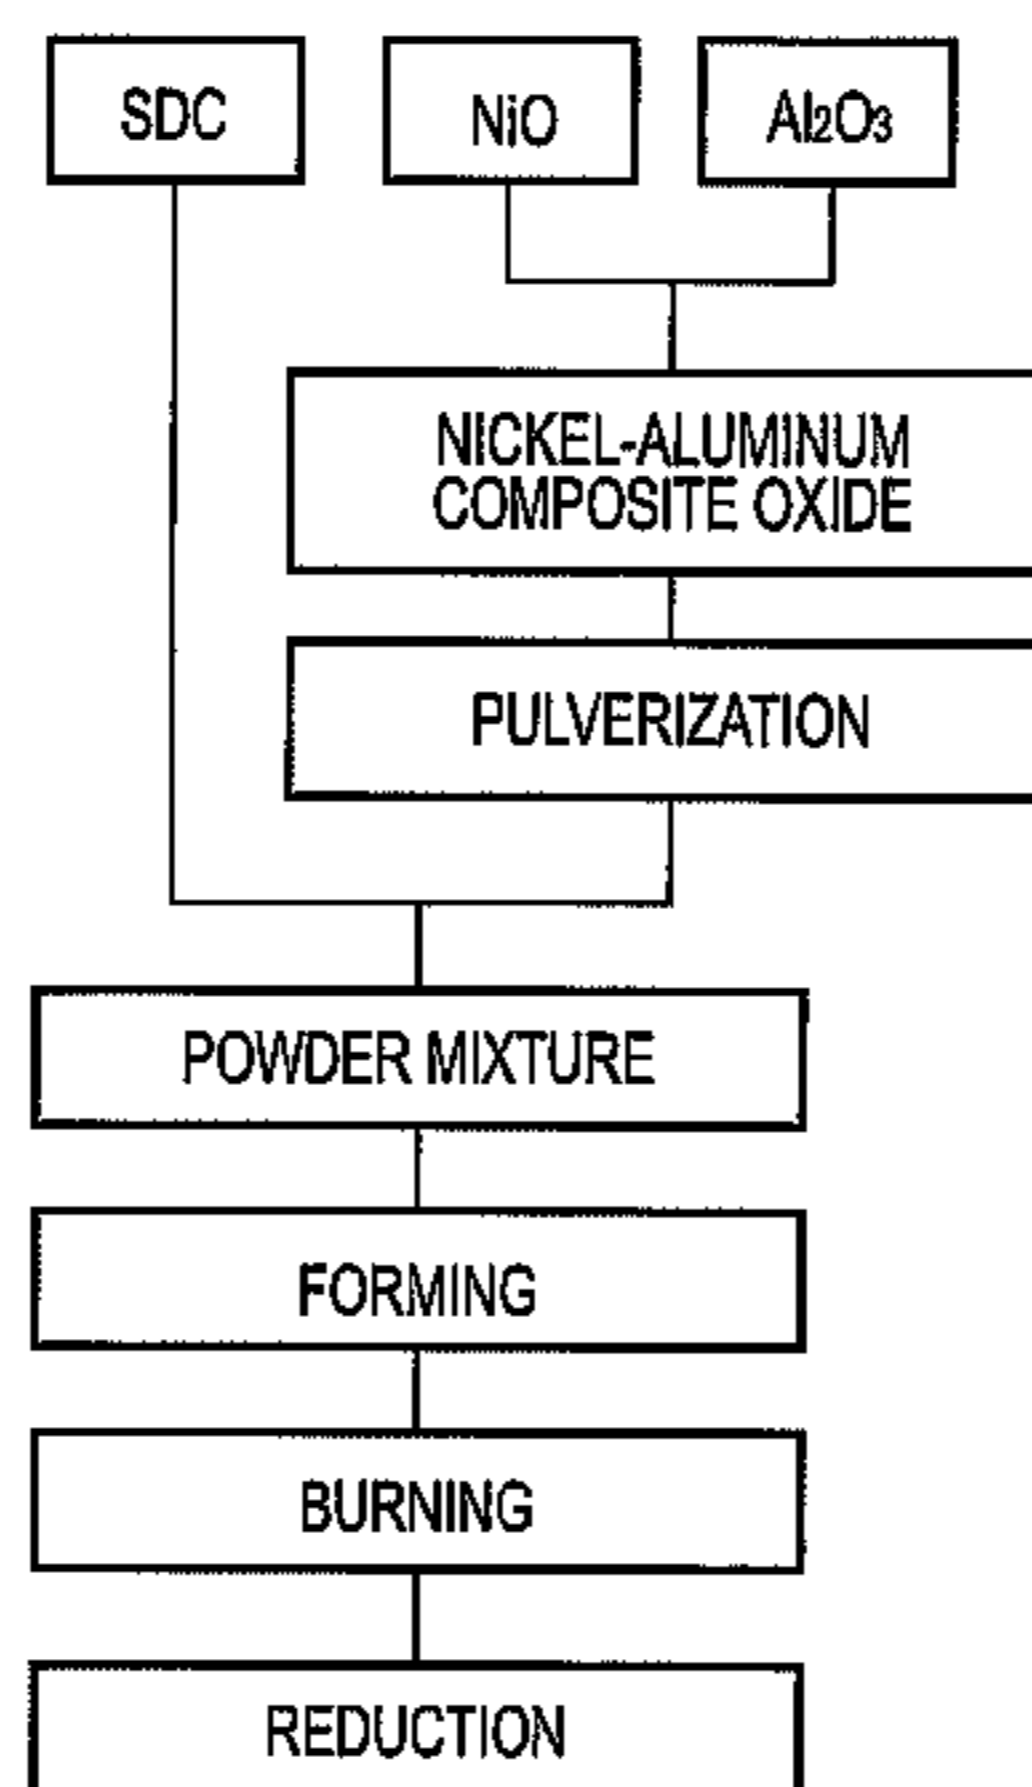 SDC
NiO
Al2O3
NICKEL-ALUMINUM
COMPOSITE OXIDE
PULVERIZATION
POWDER MIXTURE
FORMING
BURNING
REDUCTION